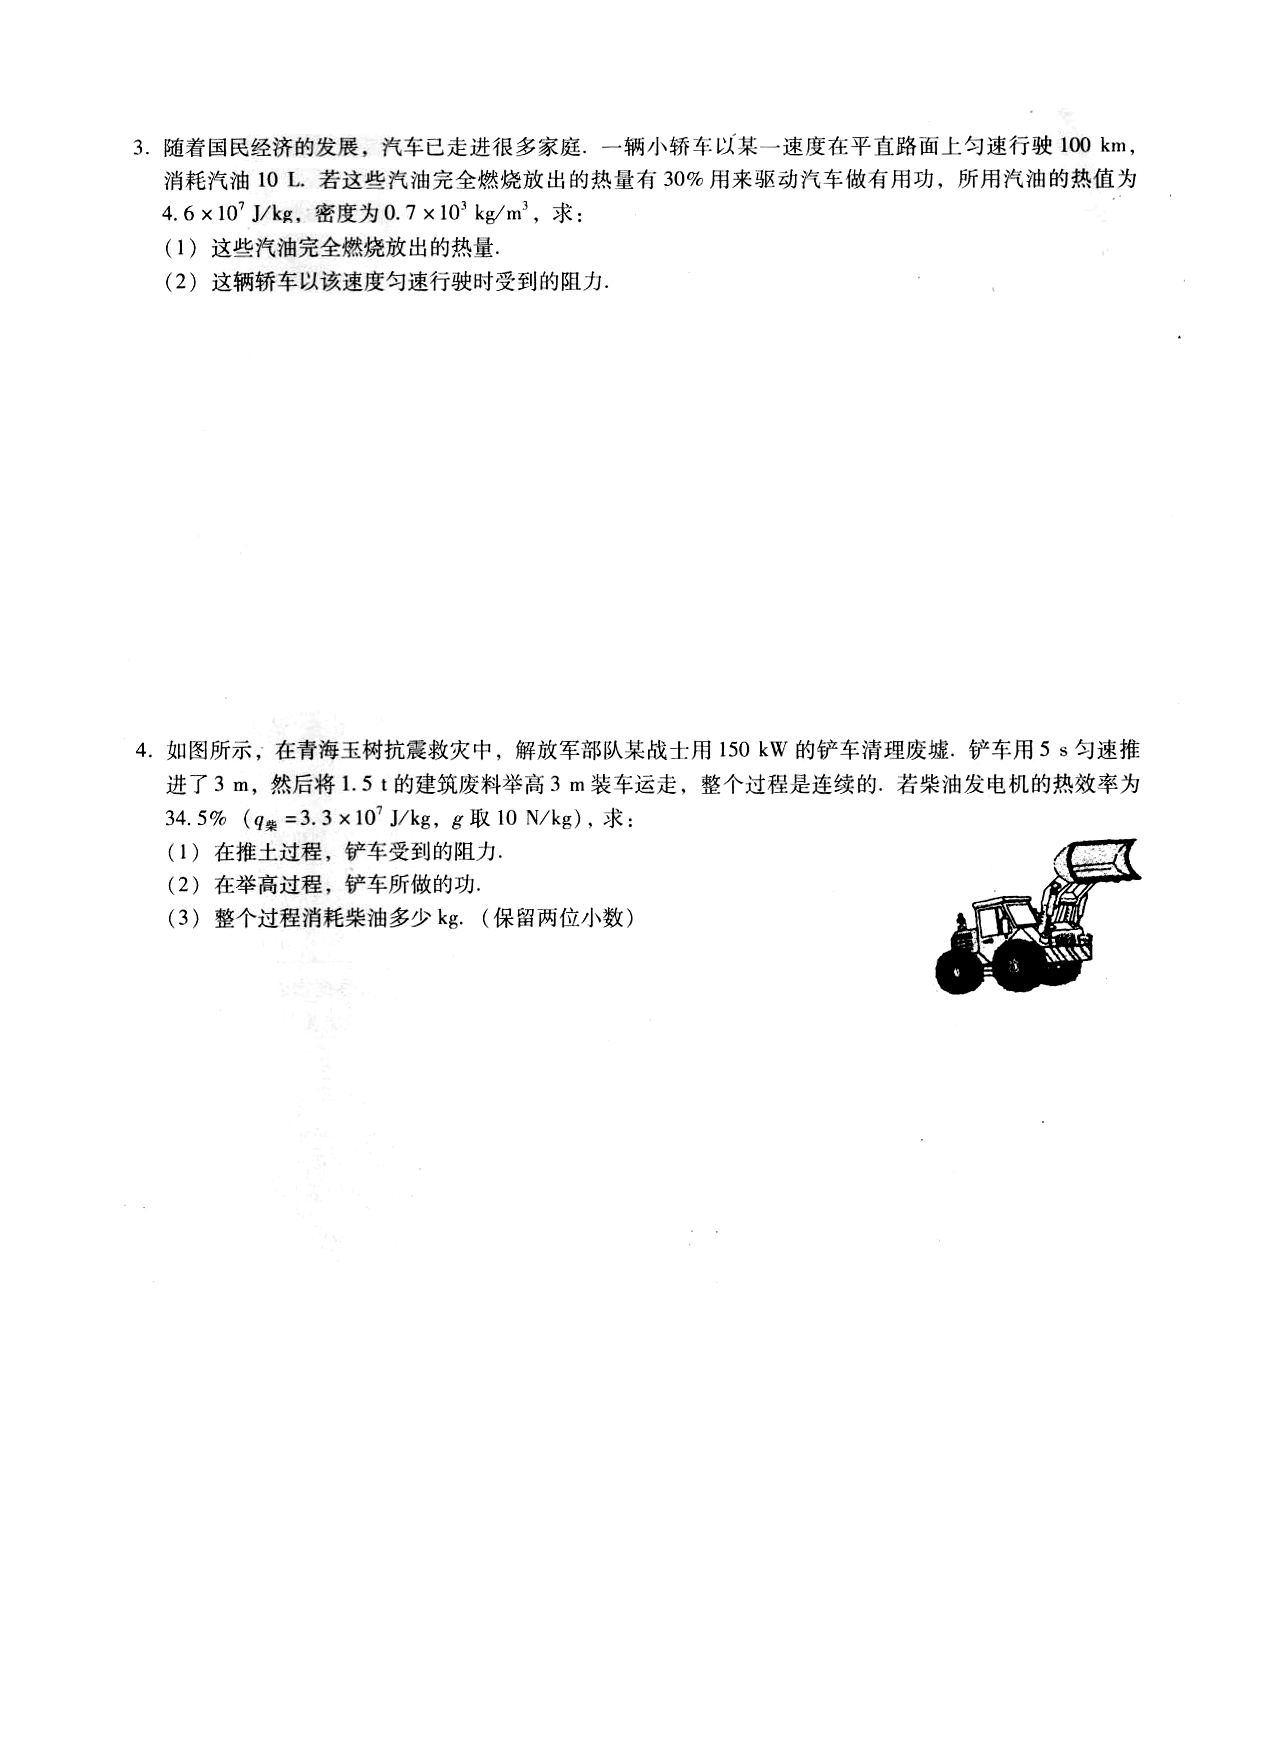 3. 随着国民经济的发展，汽车已走进很多家庭. 一辆小轿车以某一速度在平直路面上匀速行驶 100 km，
消耗汽油 10 L. 若这些汽油完全燃烧放出的热量有 30% 用来驱动汽车做有用功，所用汽油的热值为
4.6×10⁷ J/kg，密度为 0.7×10³ kg/m³，求：
（1）这些汽油完全燃烧放出的热量.
（2）这辆轿车以该速度匀速行驶时受到的阻力.
4. 如图所示，在青海玉树抗震救灾中，解放军部队某战士用 150 kW 的铲车清理废墟. 铲车用 5 s 匀速推
进了 3 m，然后将 1.5 t 的建筑废料举高 3 m 装车运走，整个过程是连续的. 若柴油发电机的热效率为
34.5%（q柴 =3.3×10⁷ J/kg，g 取 10 N/kg），求：
（1）在推土过程，铲车受到的阻力.
（2）在举高过程，铲车所做的功.
（3）整个过程消耗柴油多少 kg.（保留两位小数）